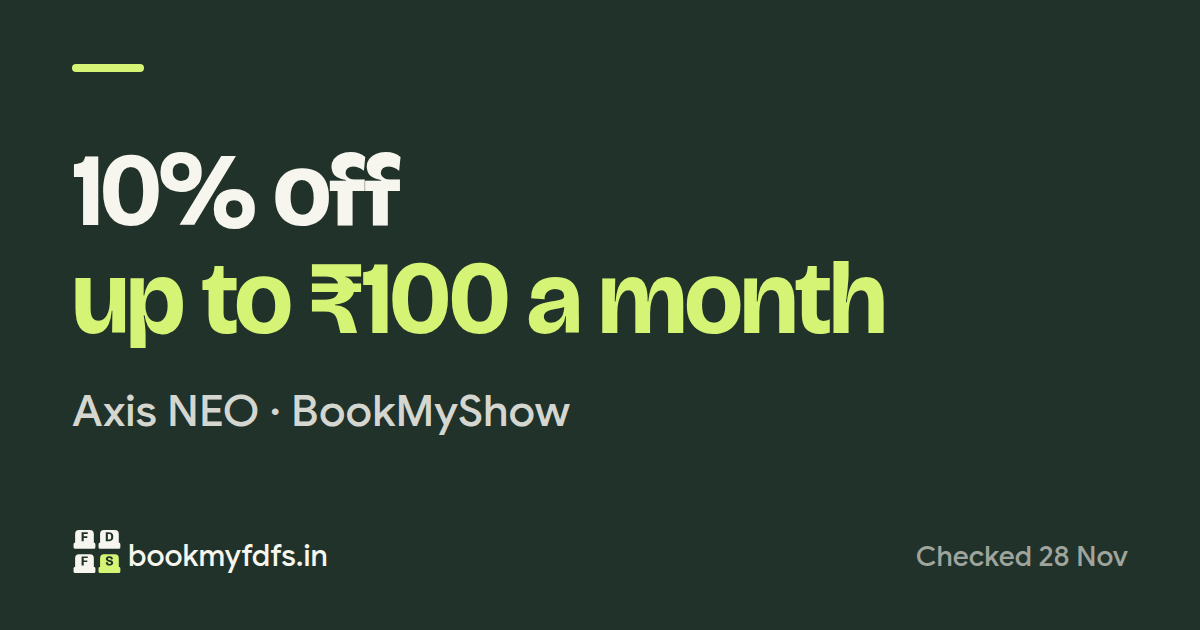 10% off
up to ₹100 a month
Axis NEO · BookMyShow
F D
F S
bookmyfdfs.in
Checked 28 Nov